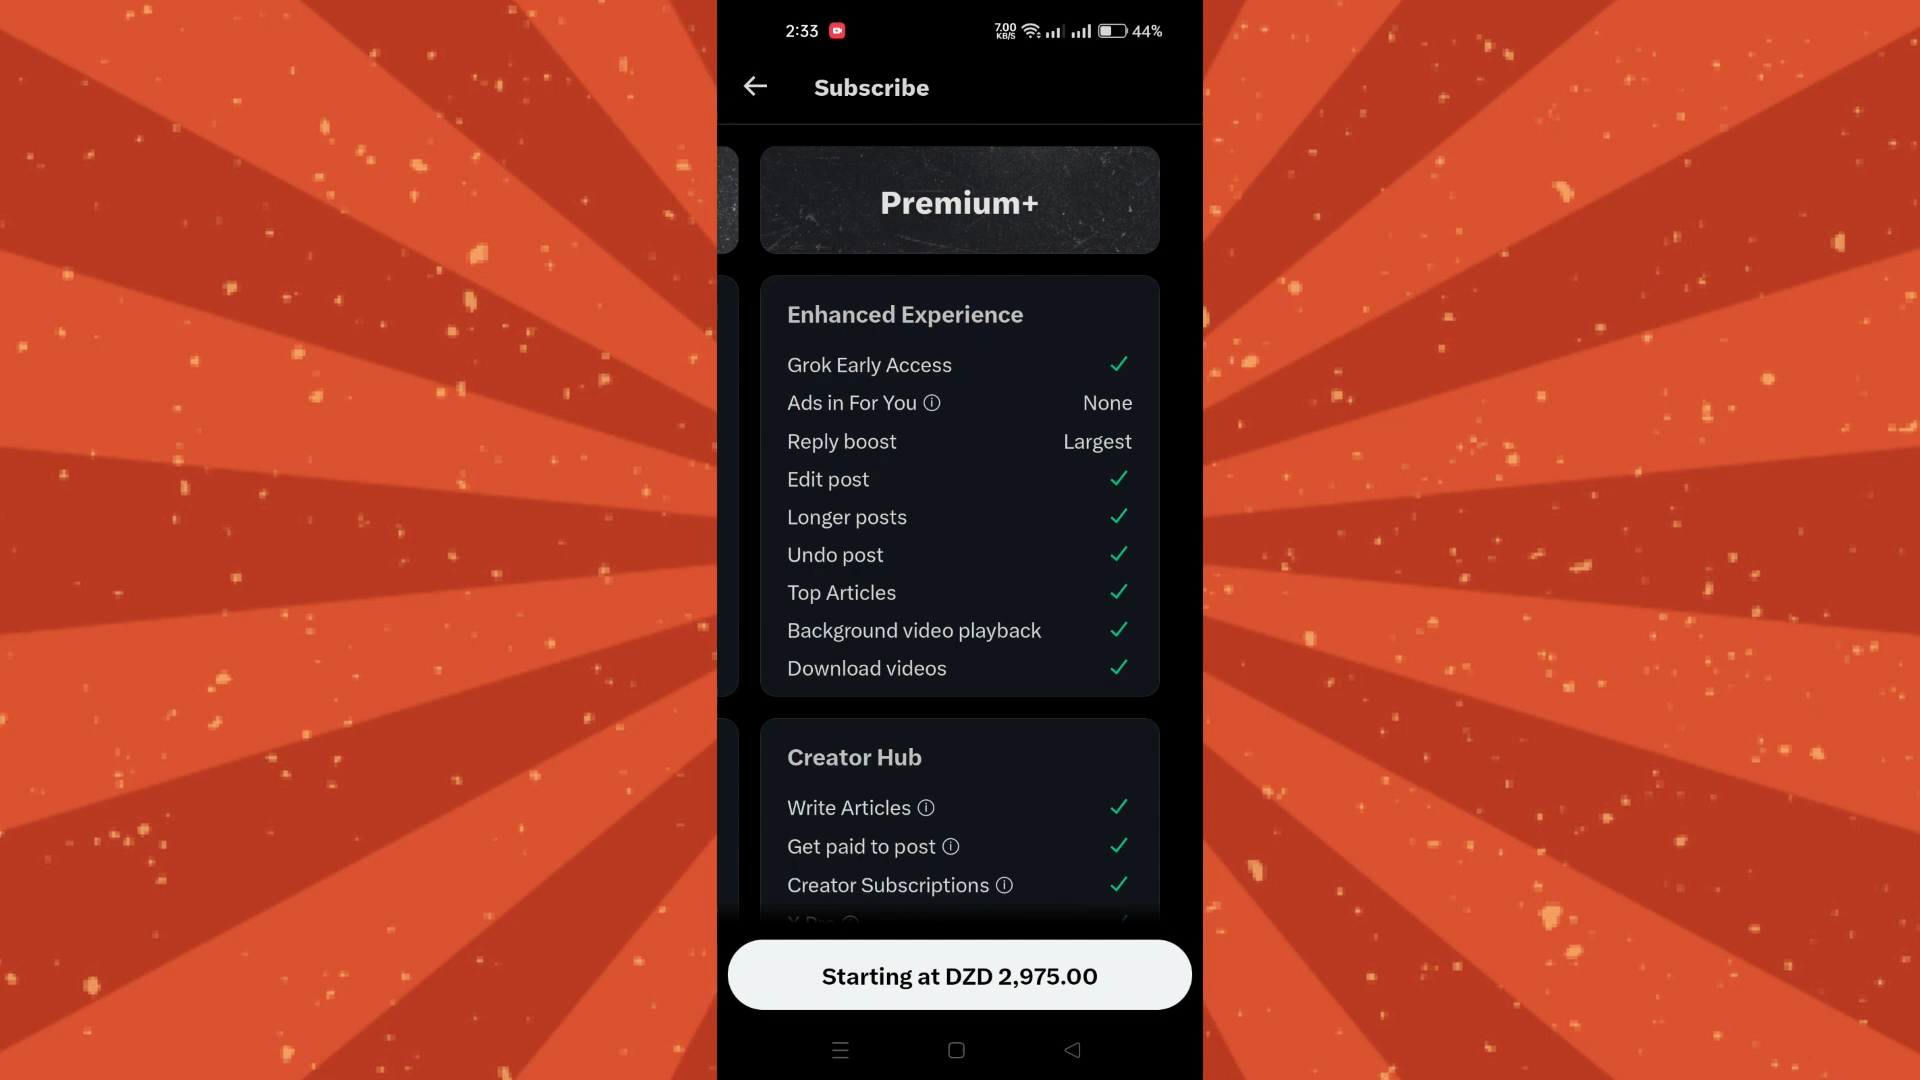 2:33
7.00 KB/S
44%
Subscribe
Premium+
Enhanced Experience
Grok Early Access
Ads in For You None
Reply boost Largest
Edit post
Longer posts
Undo post
Top Articles
Background video playback
Download videos
Creator Hub
Write Articles
Get paid to post
Creator Subscriptions
X Pro
Starting at DZD 2,975.00